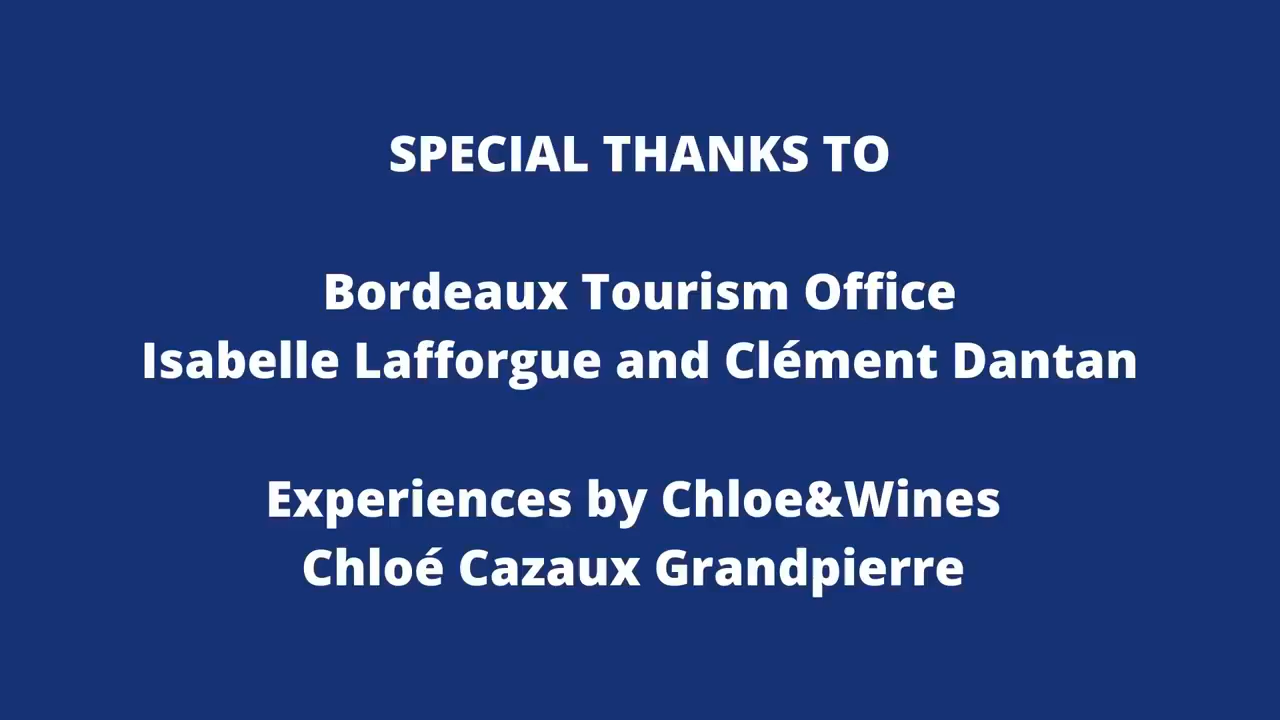 SPECIAL THANKS TO
Bordeaux Tourism Office
Isabelle Lafforgue and Clément Dantan
Experiences by Chloe&Wines
Chloé Cazaux Grandpierre